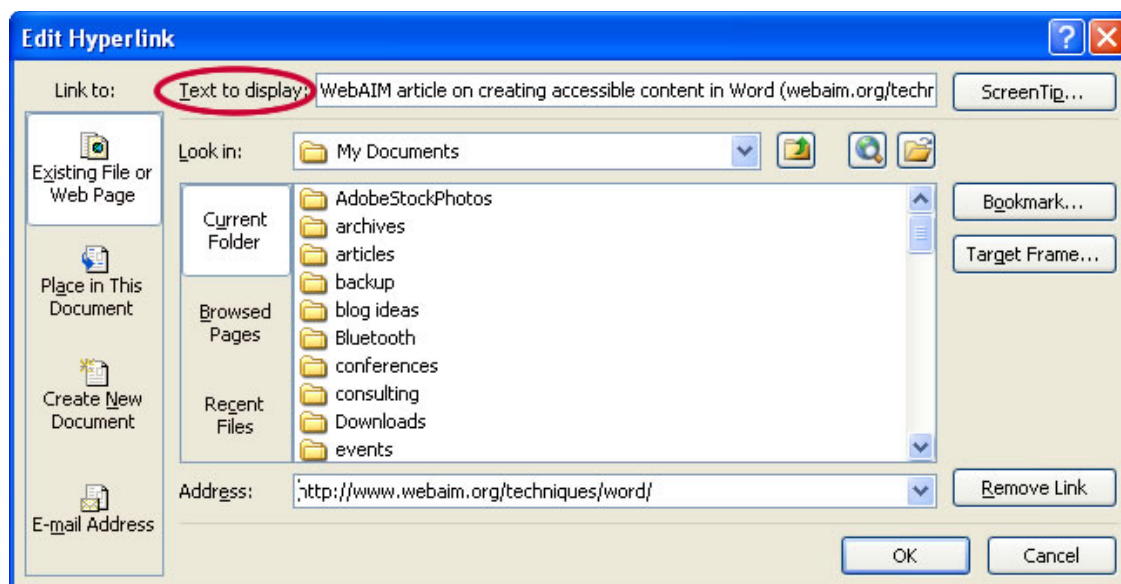 Edit Hyperlink
Link to:
Text to display: WebAIM article on creating accessible content in Word (webaim.org/techr
ScreenTip...
Existing File or
Web Page
Place in This
Document
Create New
Document
E-mail Address
Look in: My Documents
Current
Folder
Browsed
Pages
Recent
Files
AdobeStockPhotos
archives
articles
backup
blog ideas
Bluetooth
conferences
consulting
Downloads
events
Bookmark...
Target Frame...
Address: http://www.webaim.org/techniques/word/
Remove Link
OK Cancel